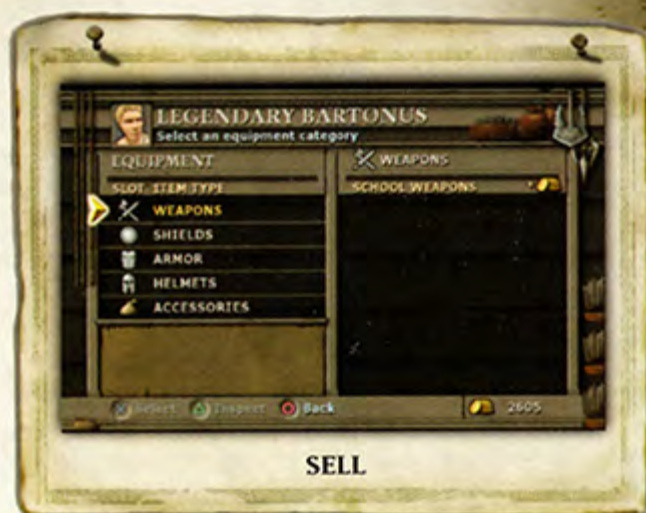 LEGENDARY BARTONUS
Select an equipment category
EQUIPMENT
SLOT ITEM TYPE
WEAPONS
SHIELDS
ARMOR
HELMETS
ACCESSORIES
WEAPONS
SCHOOL WEAPONS
Select Inspect Back
2605
SELL